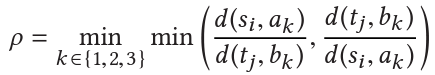 ρ = min_{k∈{1,2,3}} min ( d(s_i, a_k) / d(t_j, b_k) , d(t_j, b_k) / d(s_i, a_k) )